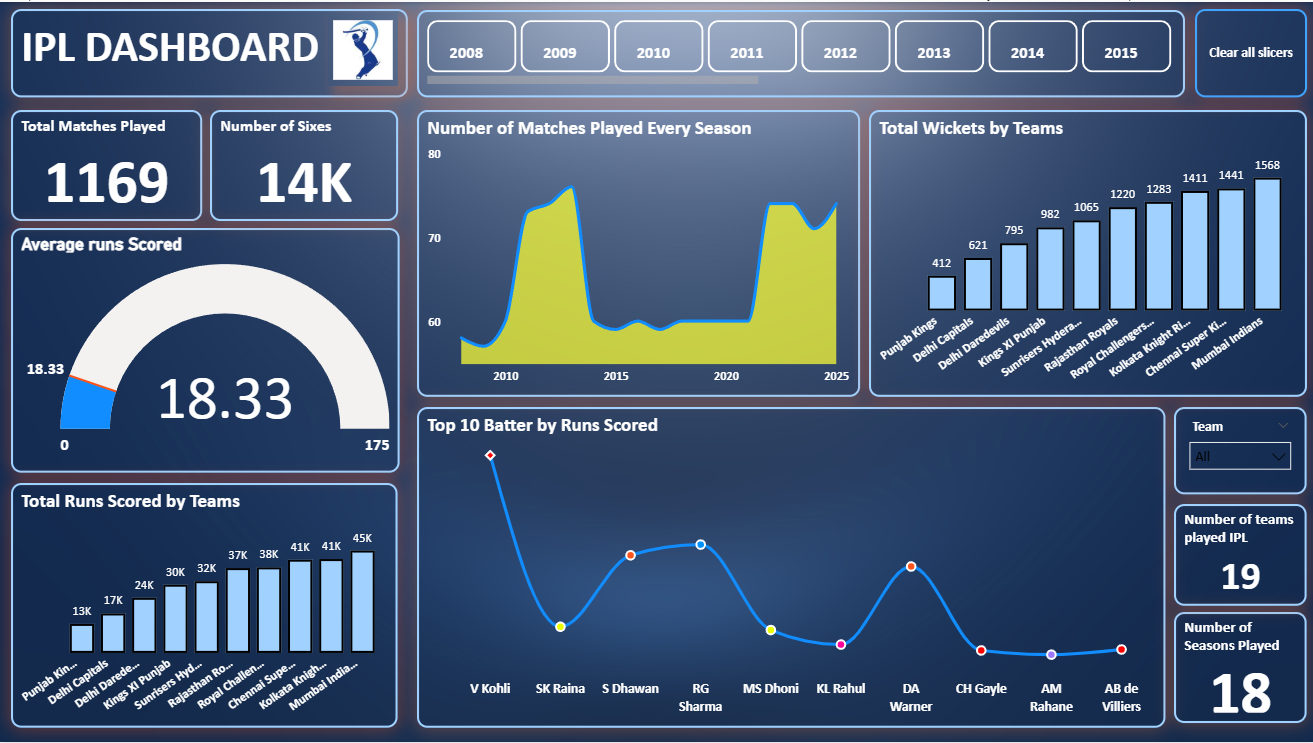 IPL DASHBOARD
2008 2009 2010 2011 2012 2013 2014 2015
Clear all slicers
Total Matches Played
1169
Number of Sixes
14K
Number of Matches Played Every Season
80
70
60
2010 2015 2020 2025
Total Wickets by Teams
412 621 795 982 1065 1220 1283 1411 1441 1568
Punjab Kings
Delhi Capitals
Delhi Daredevils
Kings XI Punjab
Sunrisers Hydera...
Rajasthan Royals
Royal Challengers...
Kolkata Knight Ri...
Chennai Super Ki...
Mumbai Indians
Average runs Scored
18.33
18.33
0
175
Total Runs Scored by Teams
13K 17K 24K 30K 32K 37K 38K 41K 41K 45K
Punjab Kin...
Delhi Capitals
Delhi Darede...
Kings XI Punjab
Sunrisers Hyd...
Rajasthan Ro...
Royal Challen...
Chennai Supe...
Kolkata Knigh...
Mumbai India...
Top 10 Batter by Runs Scored
V Kohli
SK Raina
S Dhawan
RG
Sharma
MS Dhoni
KL Rahul
DA
Warner
CH Gayle
AM
Rahane
AB de
Villiers
Team
All
Number of teams
played IPL
19
Number of
Seasons Played
18